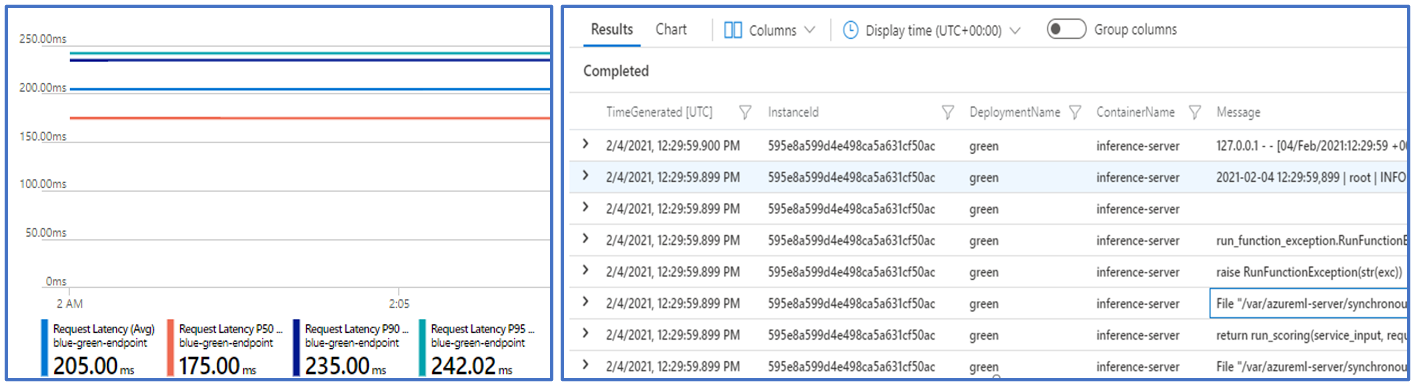 250.00ms
200.00ms
150.00ms
100.00ms
50.00ms
0ms
2 AM 2:05
Request Latency (Avg) Request Latency P50 ... Request Latency P90 ... Request Latency P95 ...
blue-green-endpoint blue-green-endpoint blue-green-endpoint blue-green-endpoint
205.00 ms 175.00 ms 235.00 ms 242.02 ms
Results Chart Columns Display time (UTC+00:00) Group columns
Completed
TimeGenerated [UTC] InstanceId DeploymentName ContainerName Message
2/4/2021, 12:29:59.900 PM 595e8a599d4e498ca5a631cf50ac green inference-server 127.0.0.1 - - [04/Feb/2021:12:29:59 +00
2/4/2021, 12:29:59.899 PM 595e8a599d4e498ca5a631cf50ac green inference-server 2021-02-04 12:29:59,899 | root | INFO
2/4/2021, 12:29:59.899 PM 595e8a599d4e498ca5a631cf50ac green inference-server
2/4/2021, 12:29:59.899 PM 595e8a599d4e498ca5a631cf50ac green inference-server run_function_exception.RunFunctionE
2/4/2021, 12:29:59.899 PM 595e8a599d4e498ca5a631cf50ac green inference-server raise RunFunctionException(str(exc))
2/4/2021, 12:29:59.899 PM 595e8a599d4e498ca5a631cf50ac green inference-server File "/var/azureml-server/synchronou
2/4/2021, 12:29:59.899 PM 595e8a599d4e498ca5a631cf50ac green inference-server return run_scoring(service_input, requ
2/4/2021, 12:29:59.899 PM 595e8a599d4e498ca5a631cf50ac green inference-server File "/var/azureml-server/synchronou